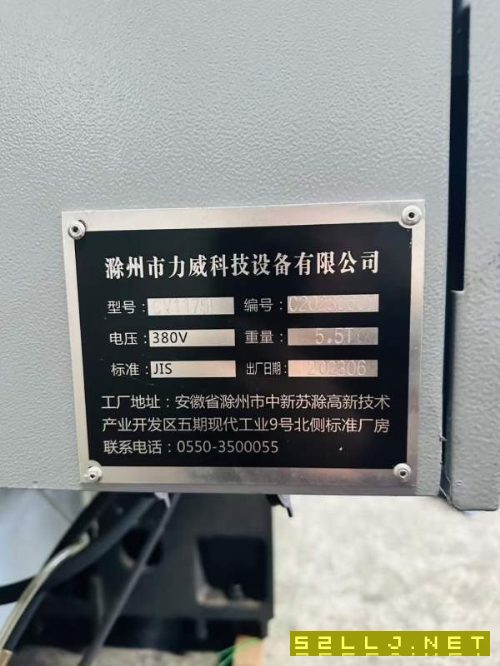 滁州市力威科技设备有限公司
型号: 编号:
电压: 380V 重量: 5.5T
标准: JIS 出厂日期: 202306
工厂地址：安徽省滁州市中新苏滁高新技术
产业开发区五期现代工业9号北侧标准厂房
联系电话：0550-3500055
52LLJ.NET